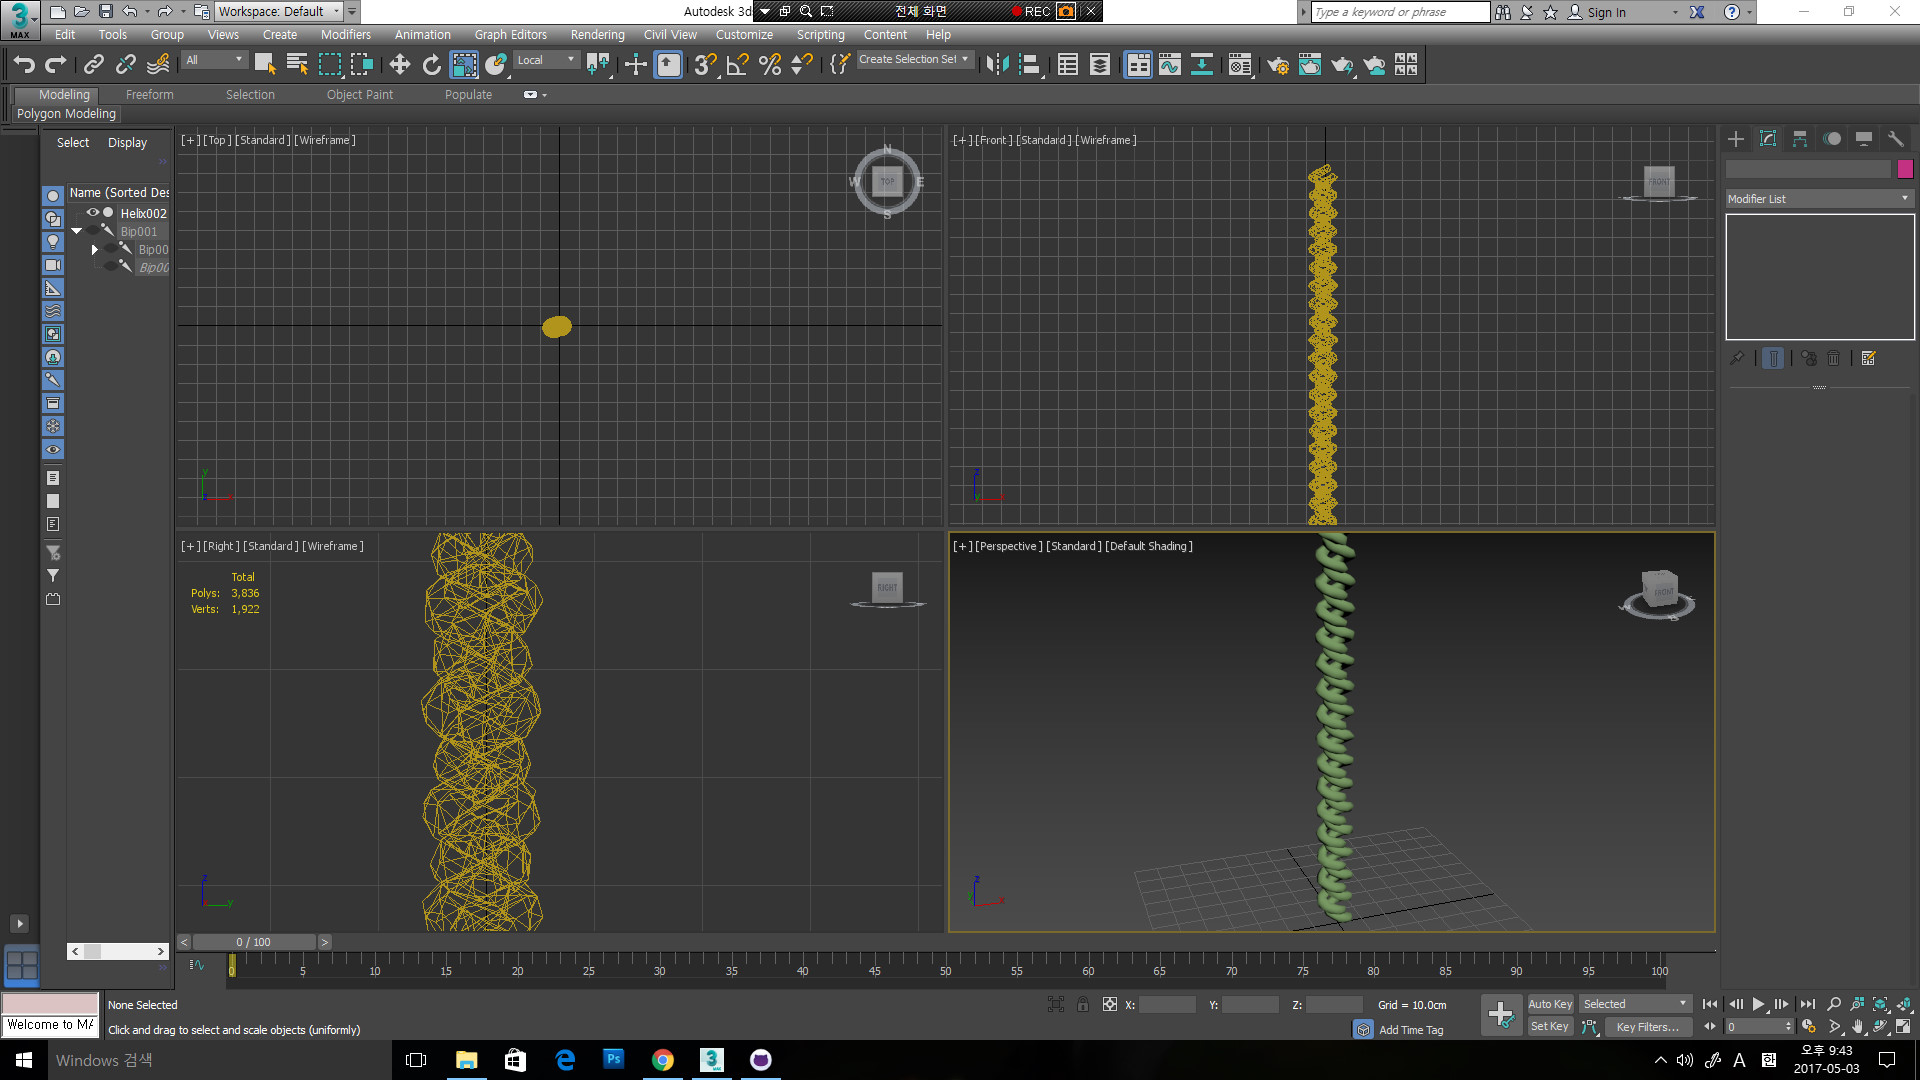 3 Workspace: Default Autodesk 3d 전체 화면 REC Type a keyword or phrase Sign In
MAX Edit Tools Group Views Create Modifiers Animation Graph Editors Rendering Civil View Customize Scripting Content Help
All Local Create Selection Set
Modeling Freeform Selection Object Paint Populate
Polygon Modeling
Select Display
Name (Sorted Des
Helix002
Bip001
Bip00
Bip00
[+] [Top] [Standard] [Wireframe]
N
W TOP E
S
y
[+] [Front] [Standard] [Wireframe]
FRONT
z
y
[+] [Right] [Standard] [Wireframe]
Total
Polys: 3,836
Verts: 1,922
RIGHT
z
y
[+] [Perspective] [Standard] [Default Shading]
FRONT
z
x
Modifier List
< 0 / 100 >
0 5 10 15 20 25 30 35 40 45 50 55 60 65 70 75 80 85 90 95 100
None Selected X: Y: Z: Grid = 10.0cm Auto Key Selected
Welcome to MA Click and drag to select and scale objects (uniformly) Add Time Tag Set Key Key Filters... 0
Windows 검색 Ps 3 A 한 오후 9:43
2017-05-03